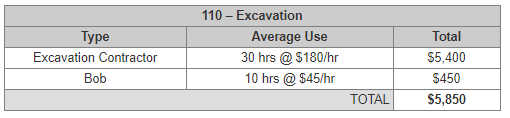 110 – Excavation
Type Average Use Total
Excavation Contractor 30 hrs @ $180/hr $5,400
Bob 10 hrs @ $45/hr $450
TOTAL $5,850